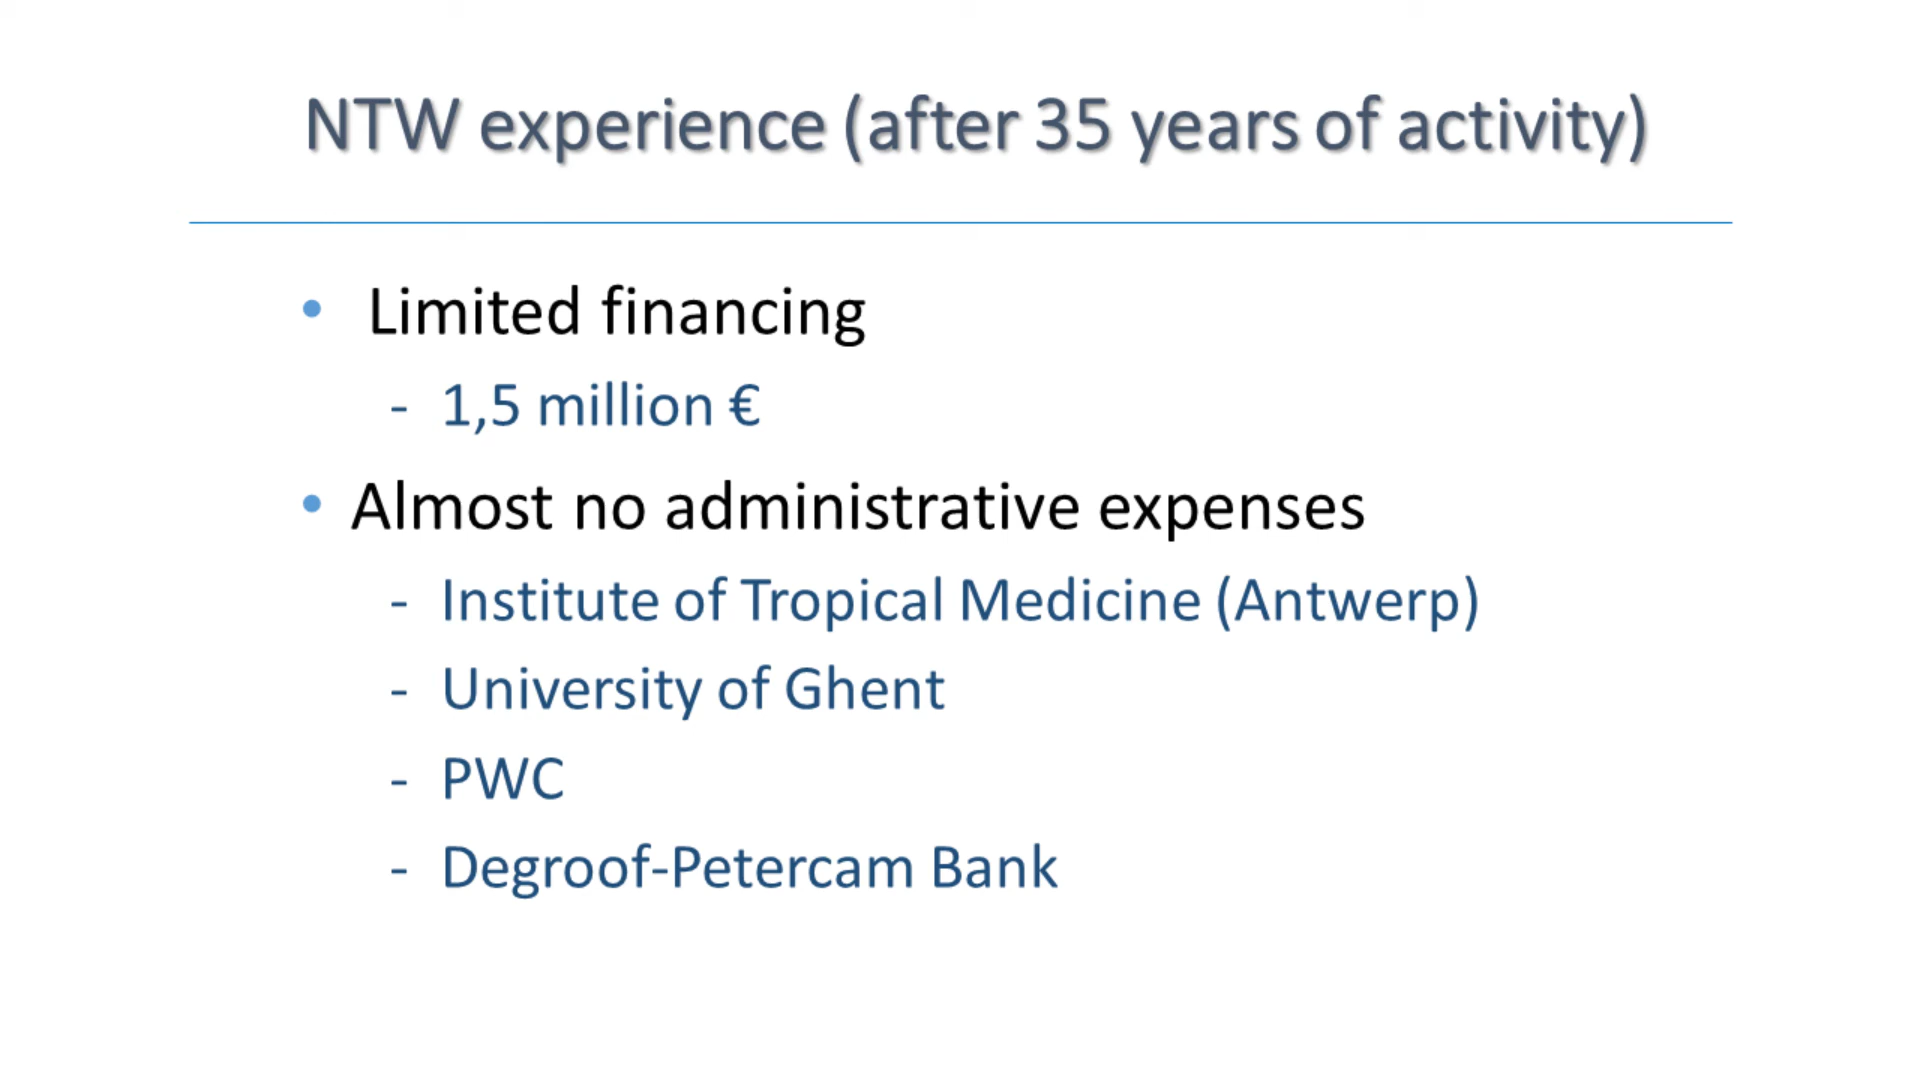 NTW experience (after 35 years of activity)
• Limited financing
- 1,5 million €
• Almost no administrative expenses
- Institute of Tropical Medicine (Antwerp)
- University of Ghent
- PWC
- Degroof-Petercam Bank